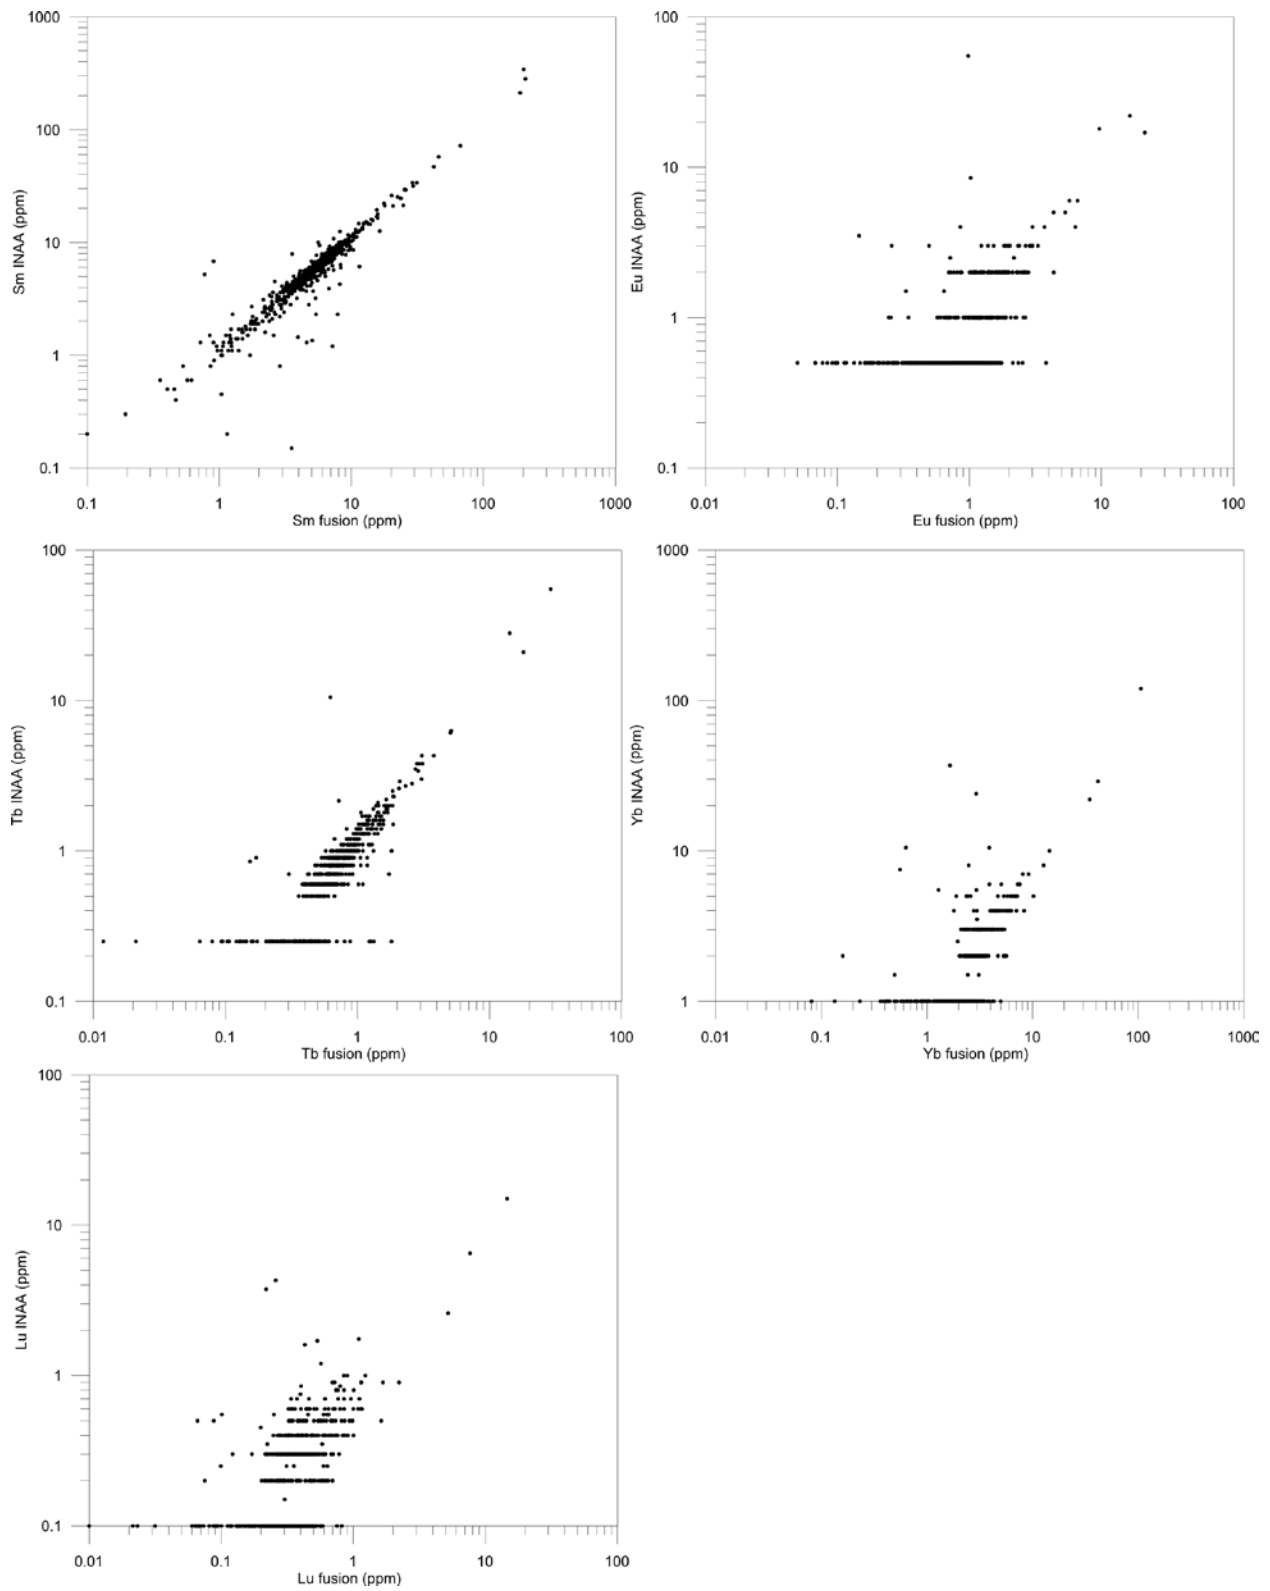 1000
100
10
1
0.1
Sm INAA (ppm)
0.1 1 10 100 1000
Sm fusion (ppm)
100
10
1
0.1
Eu INAA (ppm)
0.01 0.1 1 10 100
Eu fusion (ppm)
100
10
1
0.1
Tb INAA (ppm)
0.01 0.1 1 10 100
Tb fusion (ppm)
1000
100
10
1
Yb INAA (ppm)
0.01 0.1 1 10 100 1000
Yb fusion (ppm)
100
10
1
0.1
Lu INAA (ppm)
0.01 0.1 1 10 100
Lu fusion (ppm)